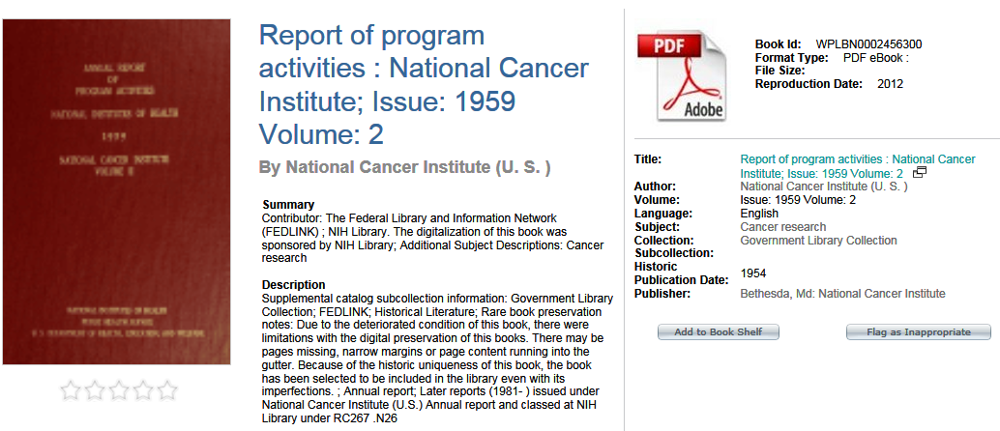 ANNUAL REPORT
OF
PROGRAM ACTIVITIES
NATIONAL INSTITUTES OF HEALTH
1959
NATIONAL CANCER INSTITUTE
VOLUME II
NATIONAL INSTITUTES OF HEALTH
PUBLIC HEALTH SERVICE
U. S. DEPARTMENT OF HEALTH, EDUCATION, AND WELFARE
Report of program
activities : National Cancer
Institute; Issue: 1959
Volume: 2
By National Cancer Institute (U. S. )
Summary
Contributor: The Federal Library and Information Network
(FEDLINK) ; NIH Library. The digitalization of this book was
sponsored by NIH Library; Additional Subject Descriptions: Cancer
research
Description
Supplemental catalog subcollection information: Government Library
Collection; FEDLINK; Historical Literature; Rare book preservation
notes: Due to the deteriorated condition of this book, there were
limitations with the digital preservation of this books. There may be
pages missing, narrow margins or page content running into the
gutter. Because of the historic uniqueness of this book, the book
has been selected to be included in the library even with its
imperfections. ; Annual report; Later reports (1981- ) issued under
National Cancer Institute (U.S.) Annual report and classed at NIH
Library under RC267 .N26
PDF
Adobe
Book Id: WPLBN0002456300
Format Type: PDF eBook :
File Size:
Reproduction Date: 2012
Title: Report of program activities : National Cancer
Institute; Issue: 1959 Volume: 2
Author: National Cancer Institute (U. S. )
Volume: Issue: 1959 Volume: 2
Language: English
Subject: Cancer research
Collection: Government Library Collection
Subcollection:
Historic
Publication Date: 1954
Publisher: Bethesda, Md: National Cancer Institute
Add to Book Shelf
Flag as Inappropriate